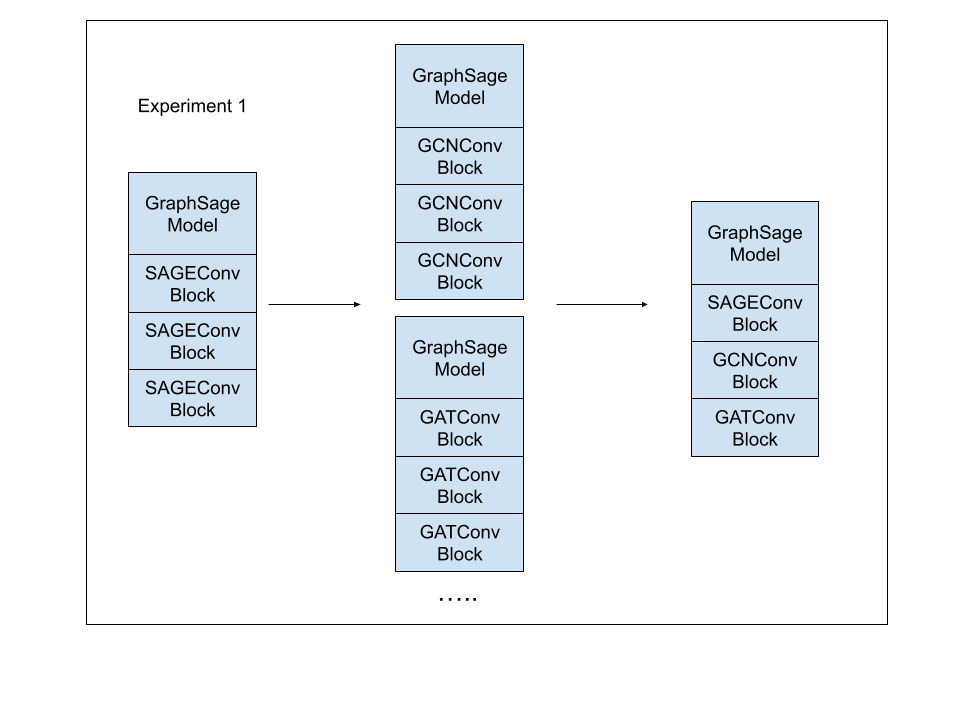 Experiment 1
GraphSage
Model
SAGEConv
Block
SAGEConv
Block
SAGEConv
Block
GraphSage
Model
GCNConv
Block
GCNConv
Block
GCNConv
Block
GraphSage
Model
GATConv
Block
GATConv
Block
GATConv
Block
…..
GraphSage
Model
SAGEConv
Block
GCNConv
Block
GATConv
Block